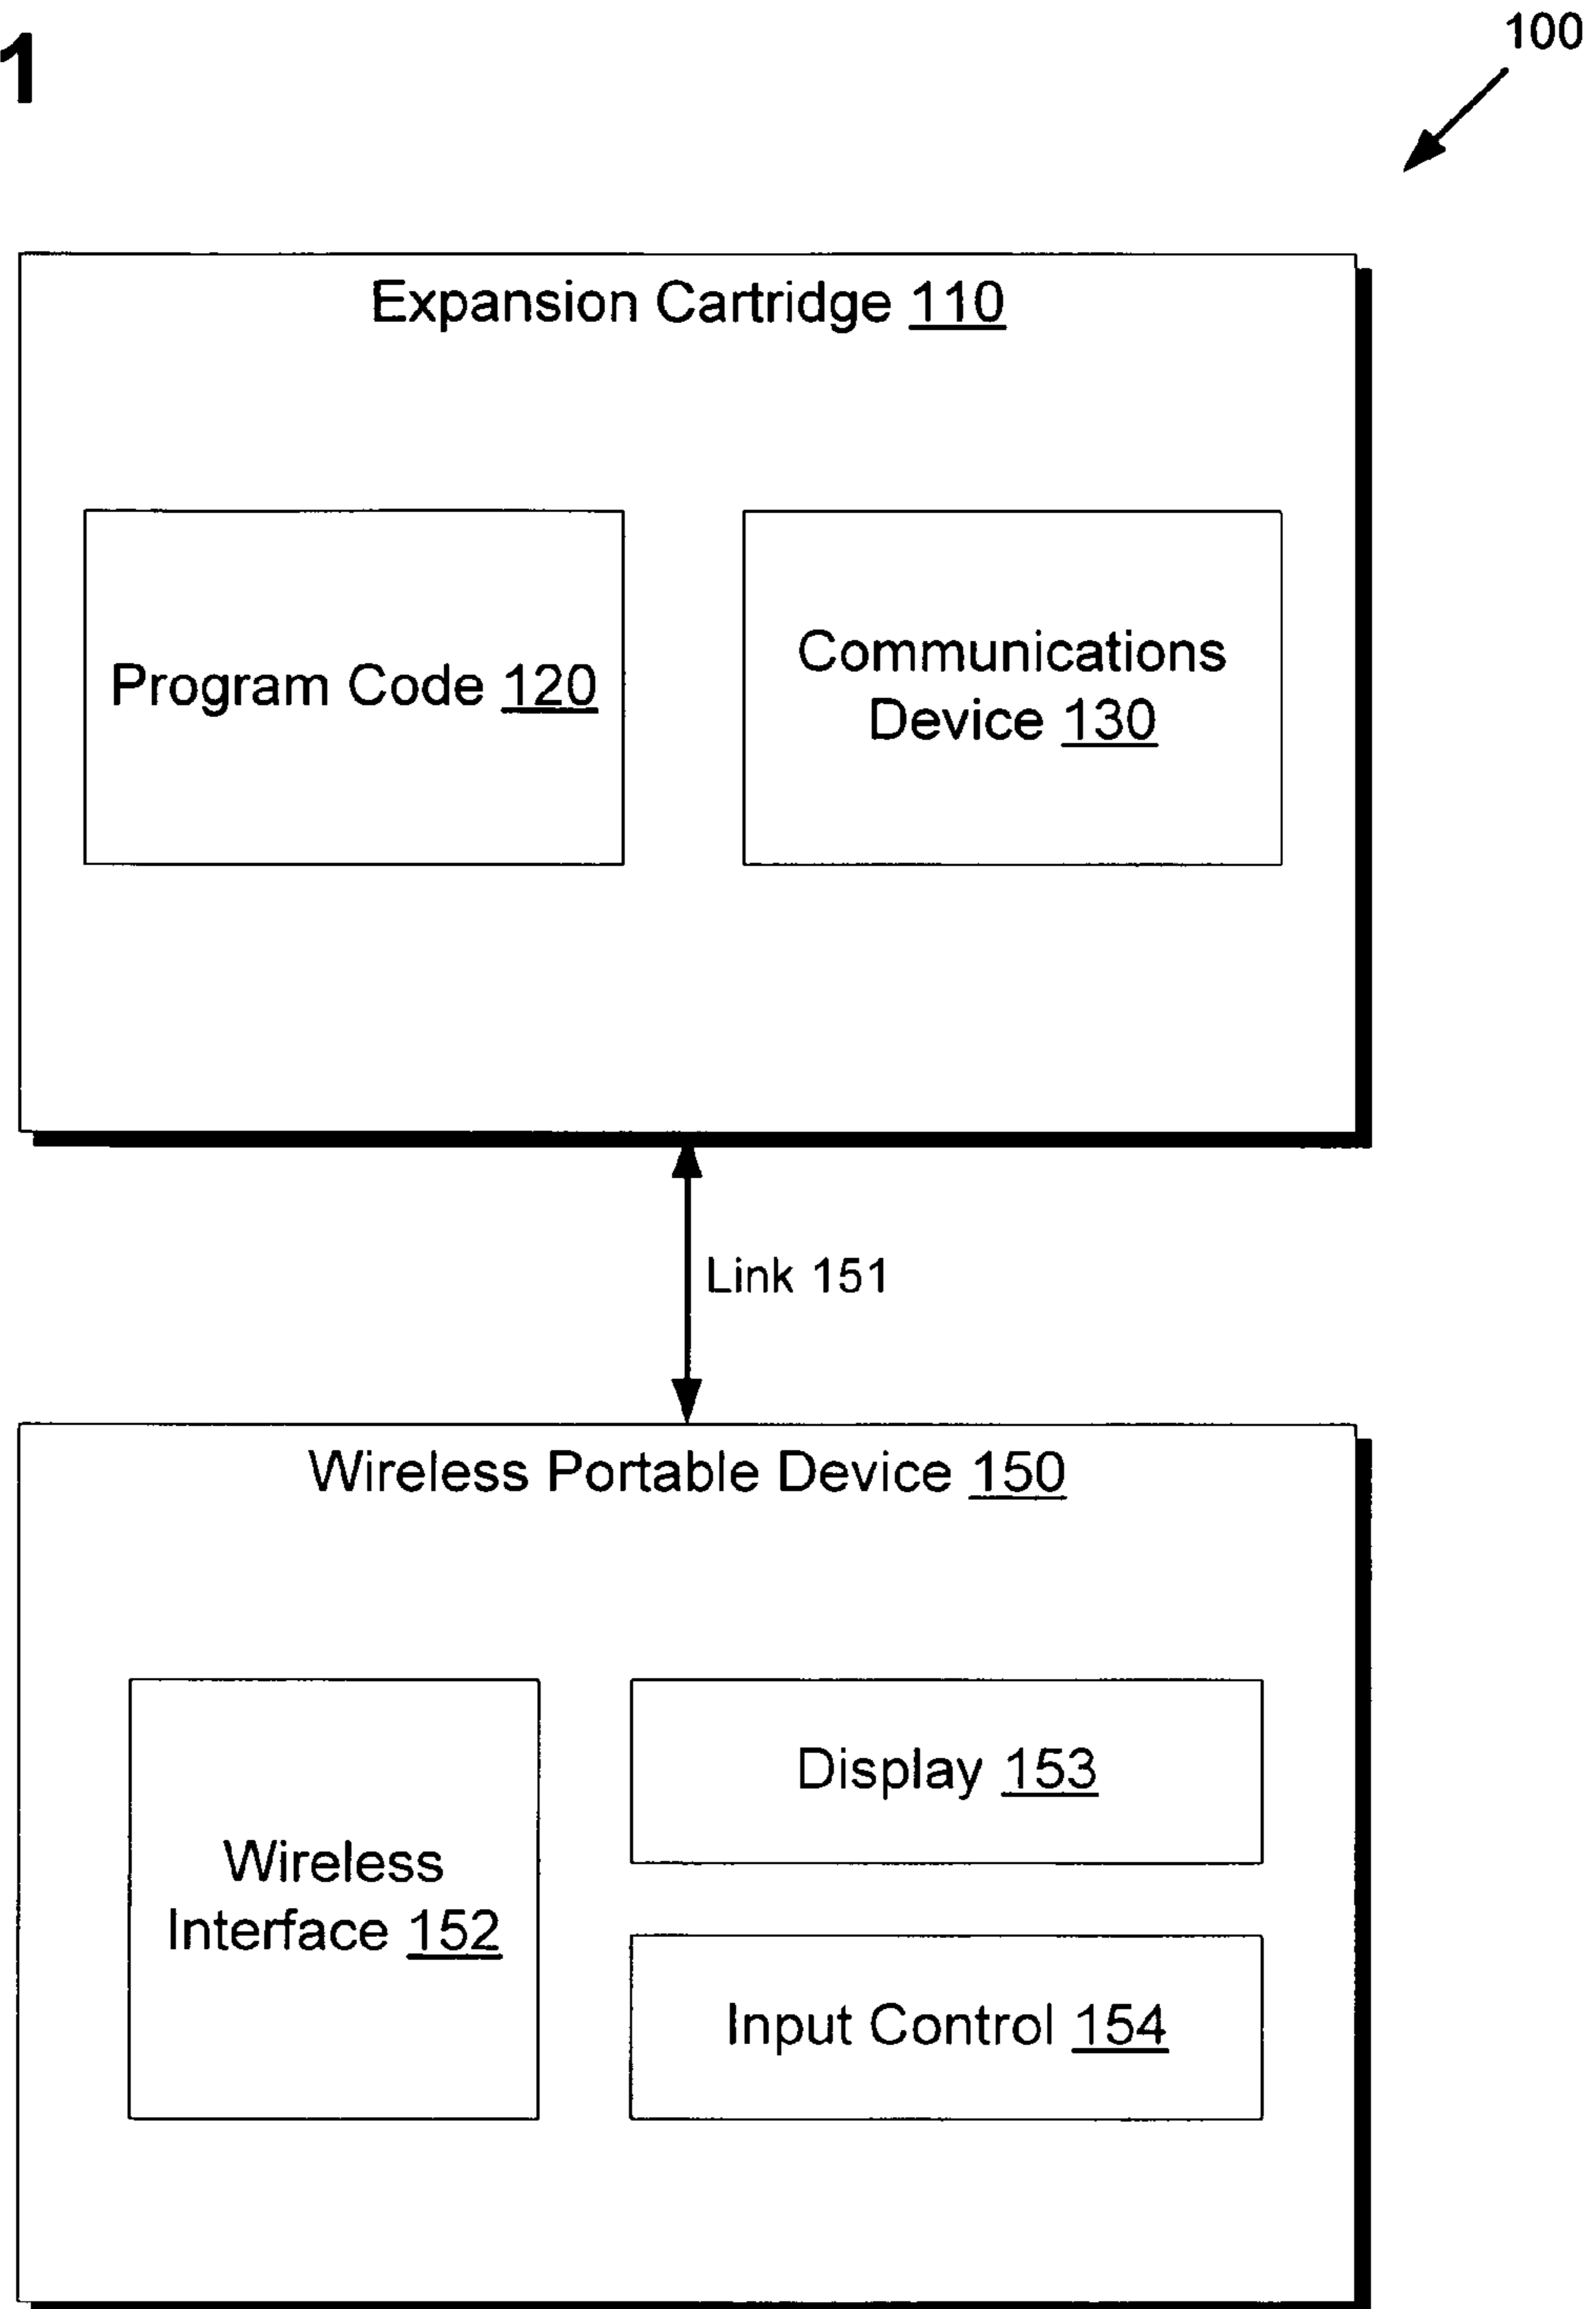 1
100
Expansion Cartridge 110
Program Code 120
Communications
Device 130
Link 151
Wireless Portable Device 150
Wireless
Interface 152
Display 153
Input Control 154